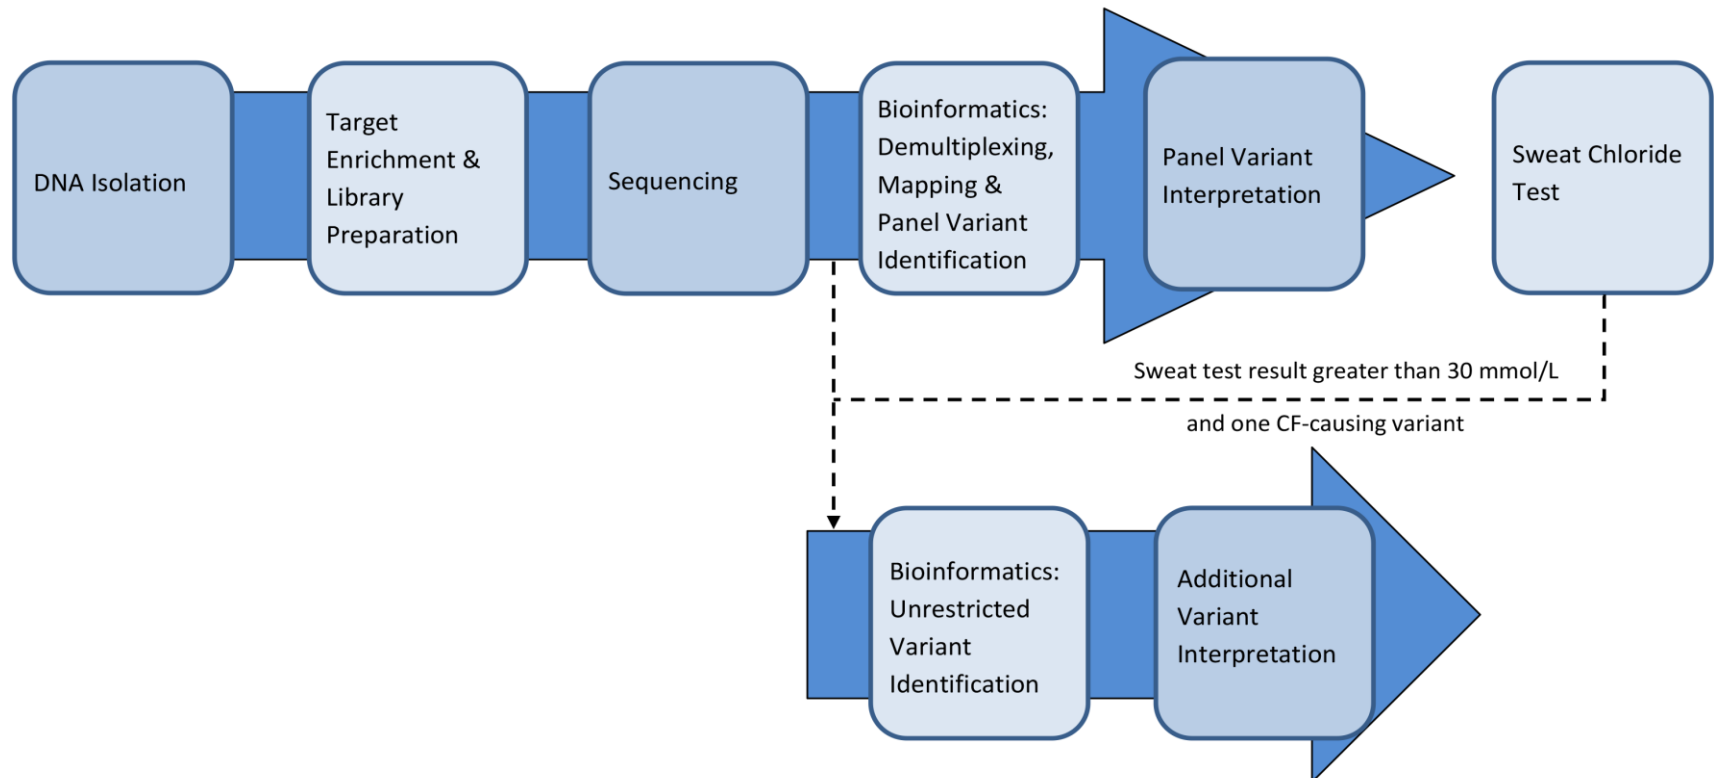 DNA Isolation
Target
Enrichment &
Library
Preparation
Sequencing
Bioinformatics:
Demultiplexing,
Mapping &
Panel Variant
Identification
Panel Variant
Interpretation
Sweat Chloride
Test
Sweat test result greater than 30 mmol/L
and one CF-causing variant
Bioinformatics:
Unrestricted
Variant
Identification
Additional
Variant
Interpretation